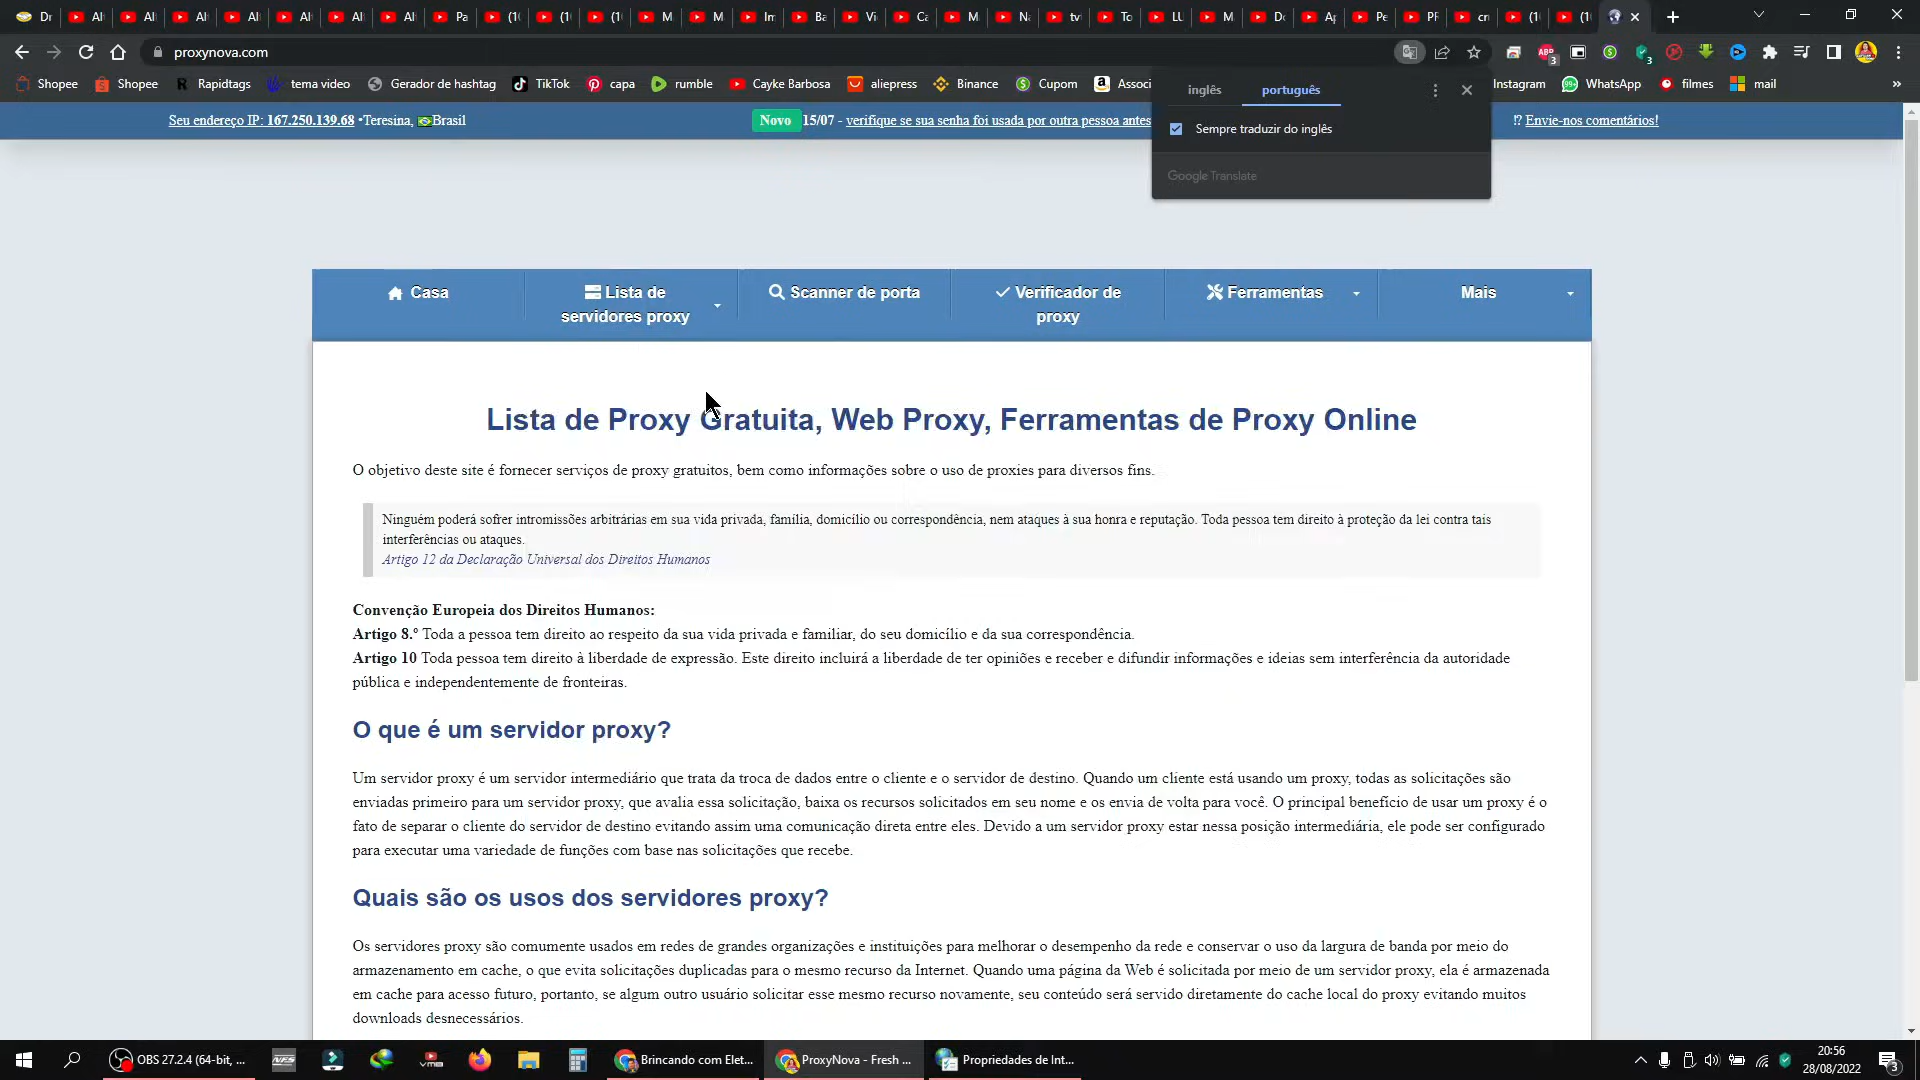 proxynova.com
Shopee
Shopee
Rapidtags
tema video
Gerador de hashtag
TikTok
capa
rumble
Cayke Barbosa
aliepress
Binance
Cupom
Associ
Instagram
WhatsApp
filmes
mail
»
inglês
português
Sempre traduzir do inglês
Google Translate
Seu endereço IP: 167.250.139.68 •Teresina, Brasil
Novo 15/07 - verifique se sua senha foi usada por outra pessoa antes
!? Envie-nos comentários!
Casa
Lista de
servidores proxy
Scanner de porta
Verificador de
proxy
Ferramentas
Mais
Lista de Proxy Gratuita, Web Proxy, Ferramentas de Proxy Online
O objetivo deste site é fornecer serviços de proxy gratuitos, bem como informações sobre o uso de proxies para diversos fins.
Ninguém poderá sofrer intromissões arbitrárias em sua vida privada, família, domicílio ou correspondência, nem ataques à sua honra e reputação. Toda pessoa tem direito à proteção da lei contra tais
interferências ou ataques.
Artigo 12 da Declaração Universal dos Direitos Humanos
Convenção Europeia dos Direitos Humanos:
Artigo 8.º Toda a pessoa tem direito ao respeito da sua vida privada e familiar, do seu domicílio e da sua correspondência.
Artigo 10 Toda pessoa tem direito à liberdade de expressão. Este direito incluirá a liberdade de ter opiniões e receber e difundir informações e ideias sem interferência da autoridade
pública e independentemente de fronteiras.
O que é um servidor proxy?
Um servidor proxy é um servidor intermediário que trata da troca de dados entre o cliente e o servidor de destino. Quando um cliente está usando um proxy, todas as solicitações são
enviadas primeiro para um servidor proxy, que avalia essa solicitação, baixa os recursos solicitados em seu nome e os envia de volta para você. O principal benefício de usar um proxy é o
fato de separar o cliente do servidor de destino evitando assim uma comunicação direta entre eles. Devido a um servidor proxy estar nessa posição intermediária, ele pode ser configurado
para executar uma variedade de funções com base nas solicitações que recebe.
Quais são os usos dos servidores proxy?
Os servidores proxy são comumente usados em redes de grandes organizações e instituições para melhorar o desempenho da rede e conservar o uso da largura de banda por meio do
armazenamento em cache, o que evita solicitações duplicadas para o mesmo recurso da Internet. Quando uma página da Web é solicitada por meio de um servidor proxy, ela é armazenada
em cache para acesso futuro, portanto, se algum outro usuário solicitar esse mesmo recurso novamente, seu conteúdo será servido diretamente do cache local do proxy evitando muitos
downloads desnecessários.
OBS 27.2.4 (64-bit, ...
Brincando com Elet...
ProxyNova - Fresh ...
Propriedades de Int...
20:56
28/08/2022
3